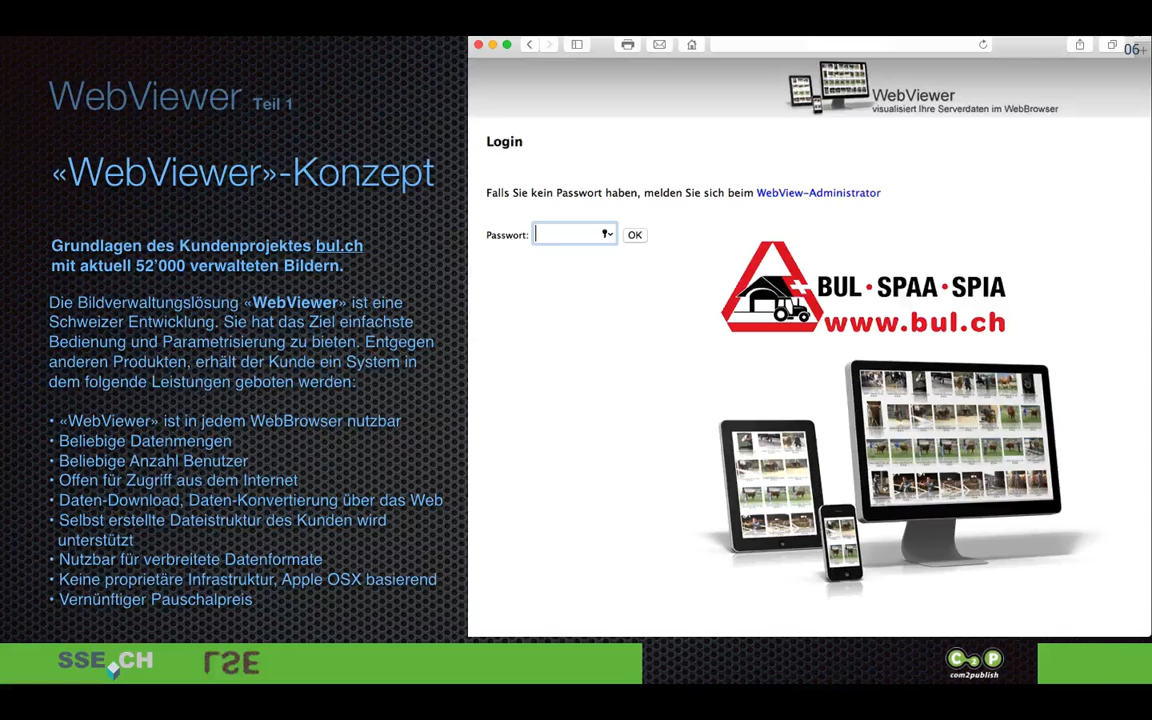 WebViewer Teil 1
«WebViewer»-Konzept
Grundlagen des Kundenprojektes bul.ch
mit aktuell 52'000 verwalteten Bildern.
Die Bildverwaltungslösung «WebViewer» ist eine
Schweizer Entwicklung. Sie hat das Ziel einfachste
Bedienung und Parametrisierung zu bieten. Entgegen
anderen Produkten, erhält der Kunde ein System in
dem folgende Leistungen geboten werden:
• «WebViewer» ist in jedem WebBrowser nutzbar
• Beliebige Datenmengen
• Beliebige Anzahl Benutzer
• Offen für Zugriff aus dem Internet
• Daten-Download, Daten-Konvertierung über das Web
• Selbst erstellte Dateistruktur des Kunden wird
unterstützt
• Nutzbar für verbreitete Datenformate
• Keine proprietäre Infrastruktur, Apple OSX basierend
• Vernünftiger Pauschalpreis
06+
WebViewer
visualisiert Ihre Serverdaten im WebBrowser
Login
Falls Sie kein Passwort haben, melden Sie sich beim WebView-Administrator
Passwort: OK
BUL·SPAA·SPIA
www.bul.ch
SSE.CH
C2P
com2publish